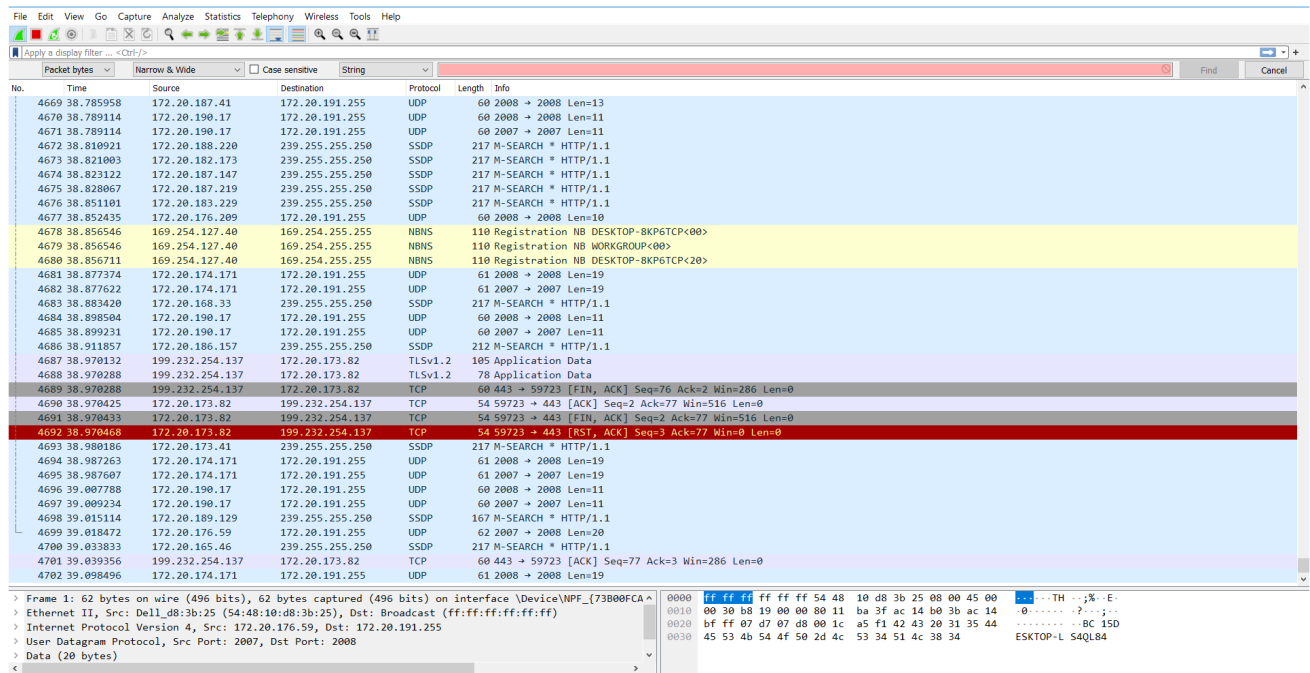 File Edit View Go Capture Analyze Statistics Telephony Wireless Tools Help
Apply a display filter ... <Ctrl-/>
Packet bytes Narrow & Wide Case sensitive String Find Cancel
No. Time Source Destination Protocol Length Info
4669 38.785958 172.20.187.41 172.20.191.255 UDP 60 2008 → 2008 Len=13
4670 38.789114 172.20.190.17 172.20.191.255 UDP 60 2008 → 2008 Len=11
4671 38.789114 172.20.190.17 172.20.191.255 UDP 60 2007 → 2007 Len=11
4672 38.810921 172.20.188.220 239.255.255.250 SSDP 217 M-SEARCH * HTTP/1.1
4673 38.821003 172.20.182.173 239.255.255.250 SSDP 217 M-SEARCH * HTTP/1.1
4674 38.823122 172.20.187.147 239.255.255.250 SSDP 217 M-SEARCH * HTTP/1.1
4675 38.828067 172.20.187.219 239.255.255.250 SSDP 217 M-SEARCH * HTTP/1.1
4676 38.851101 172.20.183.229 239.255.255.250 SSDP 217 M-SEARCH * HTTP/1.1
4677 38.852435 172.20.176.209 172.20.191.255 UDP 60 2008 → 2008 Len=10
4678 38.856546 169.254.127.40 169.254.255.255 NBNS 110 Registration NB DESKTOP-8KP6TCP<00>
4679 38.856546 169.254.127.40 169.254.255.255 NBNS 110 Registration NB WORKGROUP<00>
4680 38.856711 169.254.127.40 169.254.255.255 NBNS 110 Registration NB DESKTOP-8KP6TCP<20>
4681 38.877374 172.20.174.171 172.20.191.255 UDP 61 2008 → 2008 Len=19
4682 38.877622 172.20.174.171 172.20.191.255 UDP 61 2007 → 2007 Len=19
4683 38.883420 172.20.168.33 239.255.255.250 SSDP 217 M-SEARCH * HTTP/1.1
4684 38.898504 172.20.190.17 172.20.191.255 UDP 60 2008 → 2008 Len=11
4685 38.899231 172.20.190.17 172.20.191.255 UDP 60 2007 → 2007 Len=11
4686 38.911857 172.20.186.157 239.255.255.250 SSDP 212 M-SEARCH * HTTP/1.1
4687 38.970132 199.232.254.137 172.20.173.82 TLSv1.2 105 Application Data
4688 38.970288 199.232.254.137 172.20.173.82 TLSv1.2 78 Application Data
4689 38.970288 199.232.254.137 172.20.173.82 TCP 60 443 → 59723 [FIN, ACK] Seq=76 Ack=2 Win=286 Len=0
4690 38.970425 172.20.173.82 199.232.254.137 TCP 54 59723 → 443 [ACK] Seq=2 Ack=77 Win=516 Len=0
4691 38.970433 172.20.173.82 199.232.254.137 TCP 54 59723 → 443 [FIN, ACK] Seq=2 Ack=77 Win=516 Len=0
4692 38.970468 172.20.173.82 199.232.254.137 TCP 54 59723 → 443 [RST, ACK] Seq=3 Ack=77 Win=0 Len=0
4693 38.980186 172.20.173.41 239.255.255.250 SSDP 217 M-SEARCH * HTTP/1.1
4694 38.987263 172.20.174.171 172.20.191.255 UDP 61 2008 → 2008 Len=19
4695 38.987607 172.20.174.171 172.20.191.255 UDP 61 2007 → 2007 Len=19
4696 39.007788 172.20.190.17 172.20.191.255 UDP 60 2008 → 2008 Len=11
4697 39.009234 172.20.190.17 172.20.191.255 UDP 60 2007 → 2007 Len=11
4698 39.015114 172.20.189.129 239.255.255.250 SSDP 167 M-SEARCH * HTTP/1.1
4699 39.018472 172.20.176.59 172.20.191.255 UDP 62 2007 → 2008 Len=20
4700 39.033833 172.20.165.46 239.255.255.250 SSDP 217 M-SEARCH * HTTP/1.1
4701 39.039356 199.232.254.137 172.20.173.82 TCP 60 443 → 59723 [ACK] Seq=77 Ack=3 Win=286 Len=0
4702 39.098496 172.20.174.171 172.20.191.255 UDP 61 2008 → 2008 Len=19
> Frame 1: 62 bytes on wire (496 bits), 62 bytes captured (496 bits) on interface \Device\NPF_{73B00FCA
> Ethernet II, Src: Dell_d8:3b:25 (54:48:10:d8:3b:25), Dst: Broadcast (ff:ff:ff:ff:ff:ff)
> Internet Protocol Version 4, Src: 172.20.176.59, Dst: 172.20.191.255
> User Datagram Protocol, Src Port: 2007, Dst Port: 2008
> Data (20 bytes)
0000 ff ff ff ff ff ff 54 48 10 d8 3b 25 08 00 45 00 ······TH ··;%··E·
0010 00 30 b8 19 00 00 80 11 ba 3f ac 14 b0 3b ac 14 ·0······ ·?···;··
0020 bf ff 07 d7 07 d8 00 1c a5 f1 42 43 20 31 35 44 ········ ··BC 15D
0030 45 53 4b 54 4f 50 2d 4c 53 34 51 4c 38 34 ESKTOP-L S4QL84